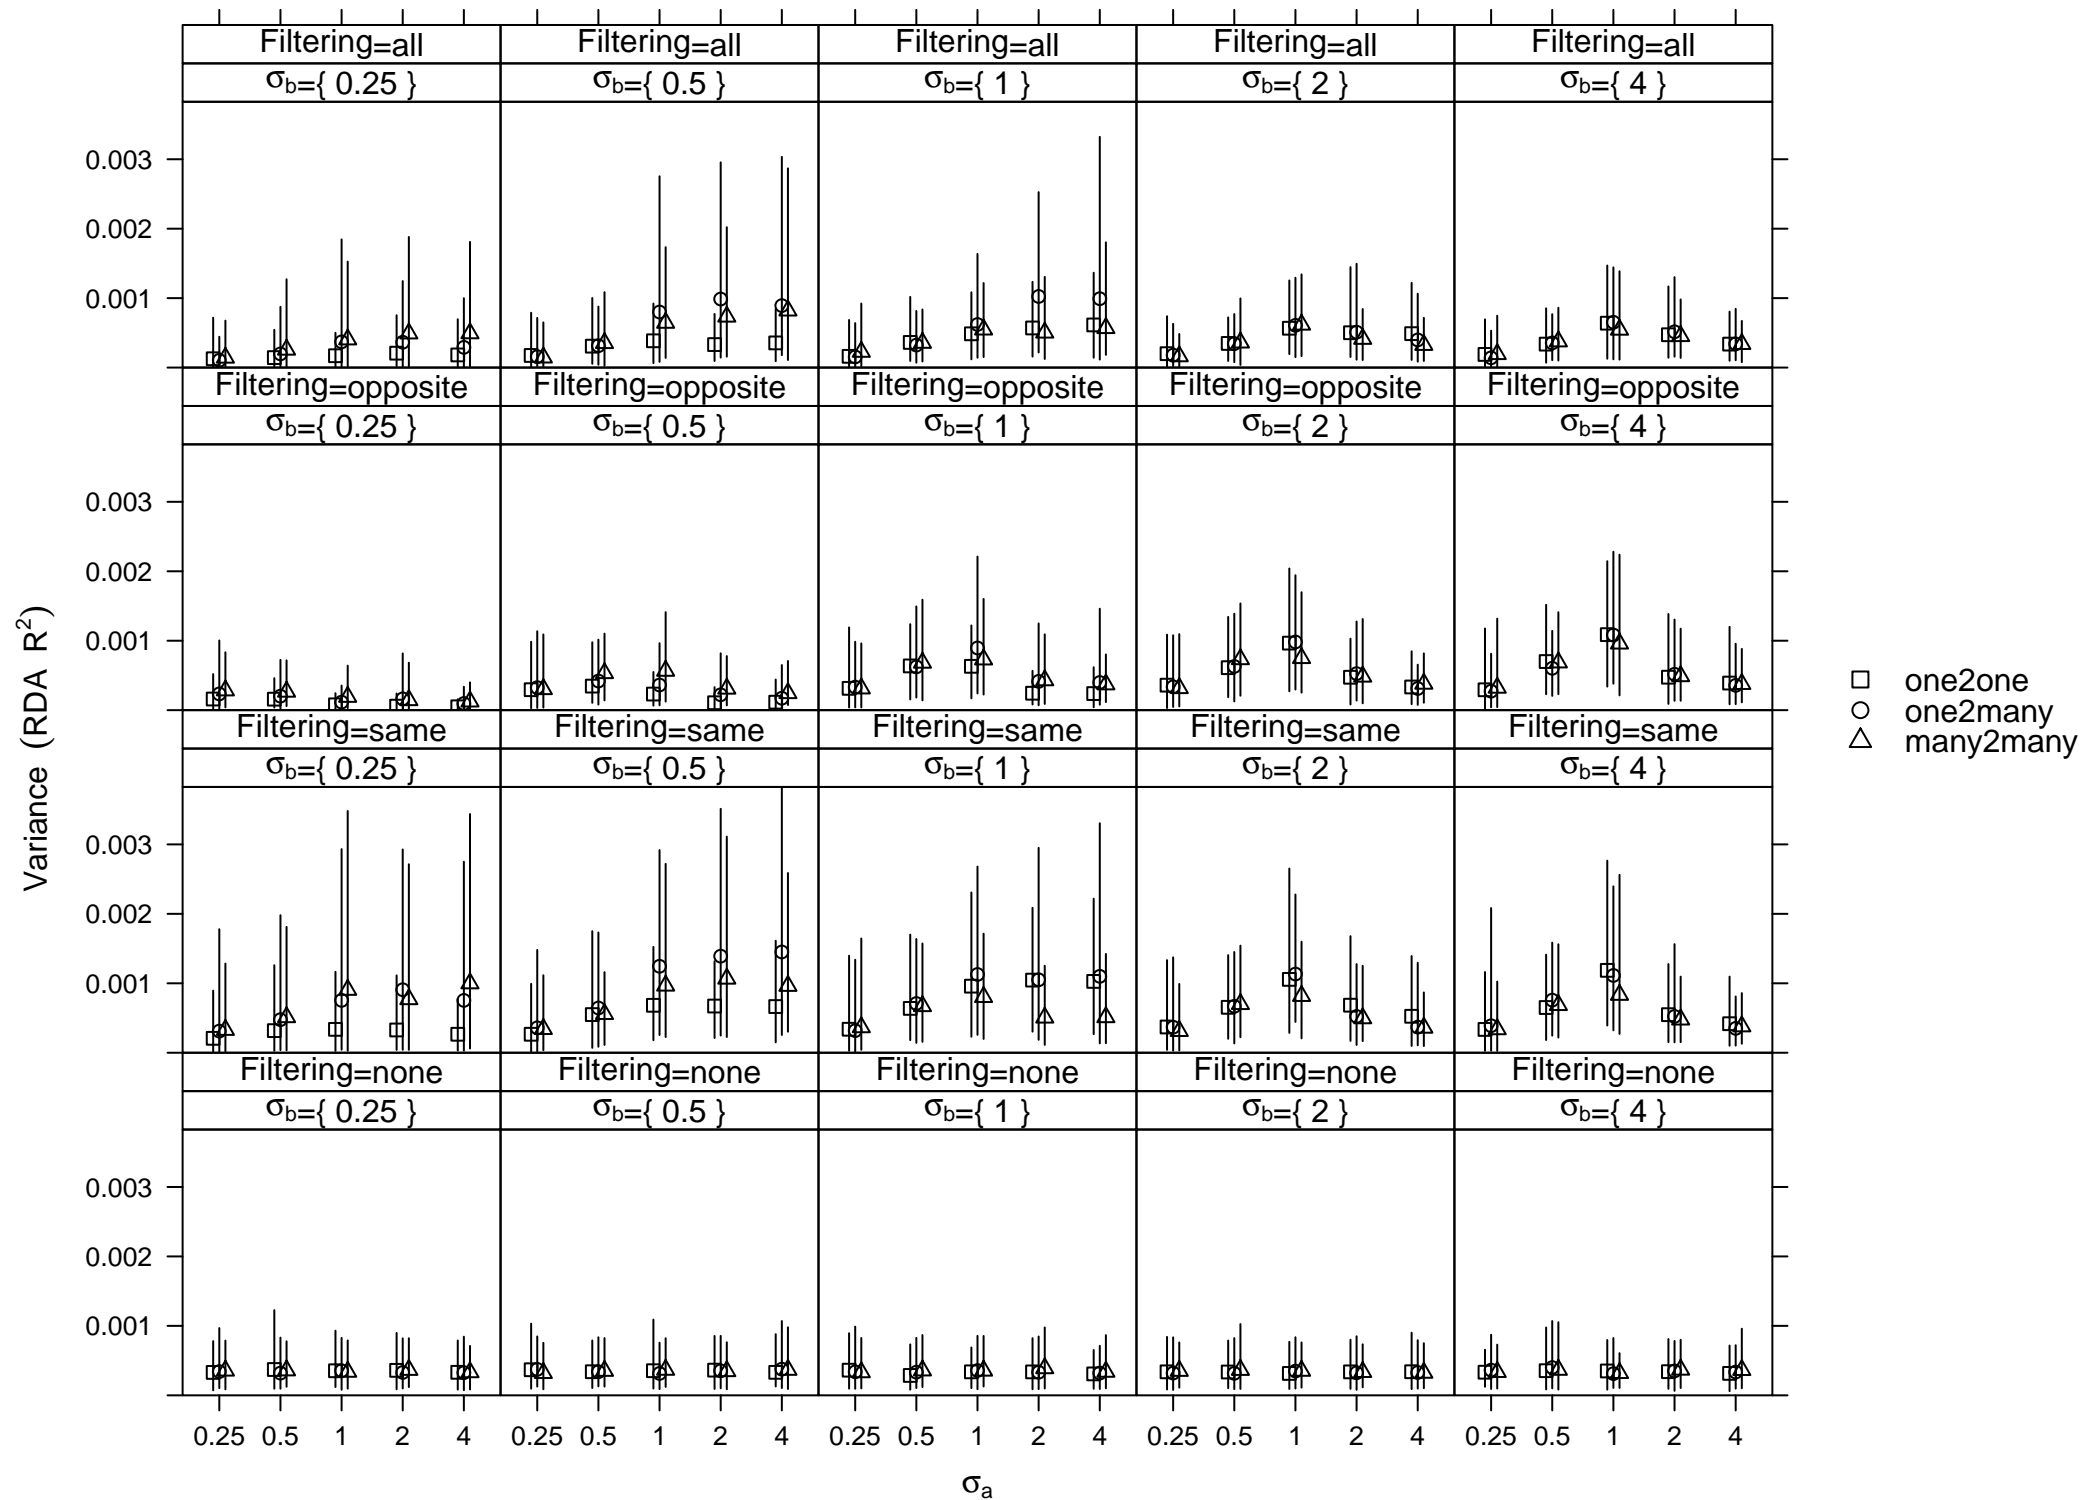 Filtering=all Filtering=all Filtering=all Filtering=all Filtering=all
σb={ 0.25 } σb={ 0.5 } σb={ 1 } σb={ 2 } σb={ 4 }
0.003
0.002
0.001
Filtering=opposite Filtering=opposite Filtering=opposite Filtering=opposite Filtering=opposite
σb={ 0.25 } σb={ 0.5 } σb={ 1 } σb={ 2 } σb={ 4 }
0.003
0.002
0.001
Filtering=same Filtering=same Filtering=same Filtering=same Filtering=same
σb={ 0.25 } σb={ 0.5 } σb={ 1 } σb={ 2 } σb={ 4 }
0.003
0.002
0.001
Filtering=none Filtering=none Filtering=none Filtering=none Filtering=none
σb={ 0.25 } σb={ 0.5 } σb={ 1 } σb={ 2 } σb={ 4 }
0.003
0.002
0.001
0.25 0.5 1 2 4 0.25 0.5 1 2 4 0.25 0.5 1 2 4 0.25 0.5 1 2 4 0.25 0.5 1 2 4
σa
Variance (RDA R²)
one2one
one2many
many2many